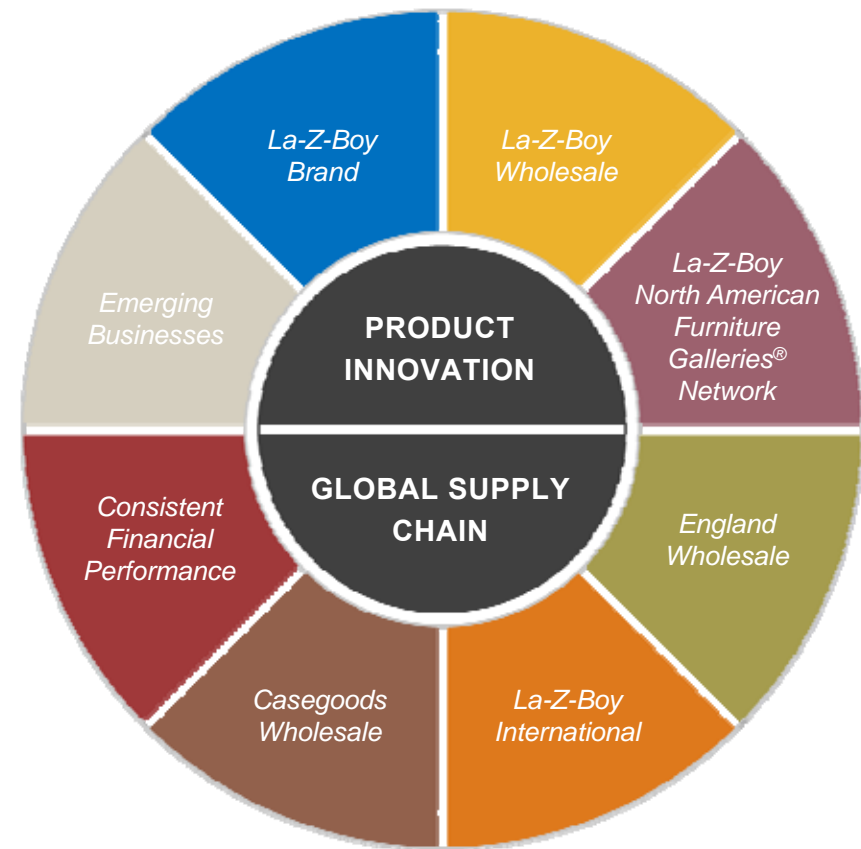 La-Z-Boy
Brand
La-Z-Boy
Wholesale
La-Z-Boy
North American
Furniture
Galleries®
Network
England
Wholesale
La-Z-Boy
International
Casegoods
Wholesale
Consistent
Financial
Performance
Emerging
Businesses
PRODUCT
INNOVATION
GLOBAL SUPPLY
CHAIN